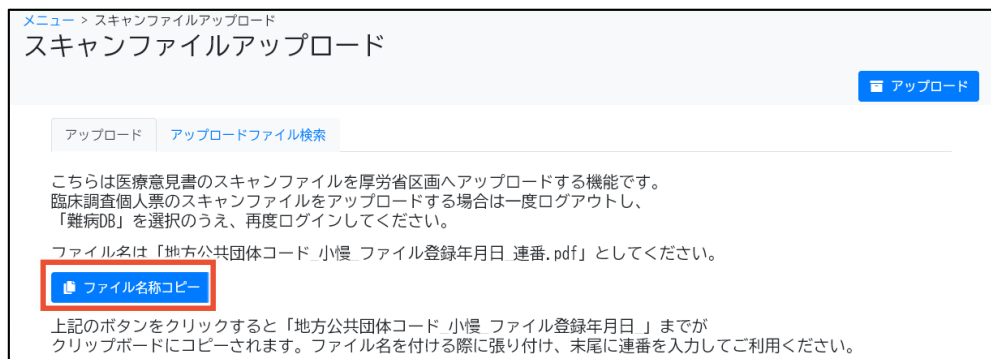 メニュー > スキャンファイルアップロード
スキャンファイルアップロード
アップロード
アップロード アップロードファイル検索
こちらは医療意見書のスキャンファイルを厚労省区画へアップロードする機能です。
臨床調査個人票のスキャンファイルをアップロードする場合は一度ログアウトし、
「難病DB」を選択のうえ、再度ログインしてください。
ファイル名は「地方公共団体コード_小慢_ファイル登録年月日_連番.pdf」としてください。
ファイル名称コピー
上記のボタンをクリックすると「地方公共団体コード_小慢_ファイル登録年月日_」までが
クリップボードにコピーされます。ファイル名を付ける際に張り付け、末尾に連番を入力してご利用ください。